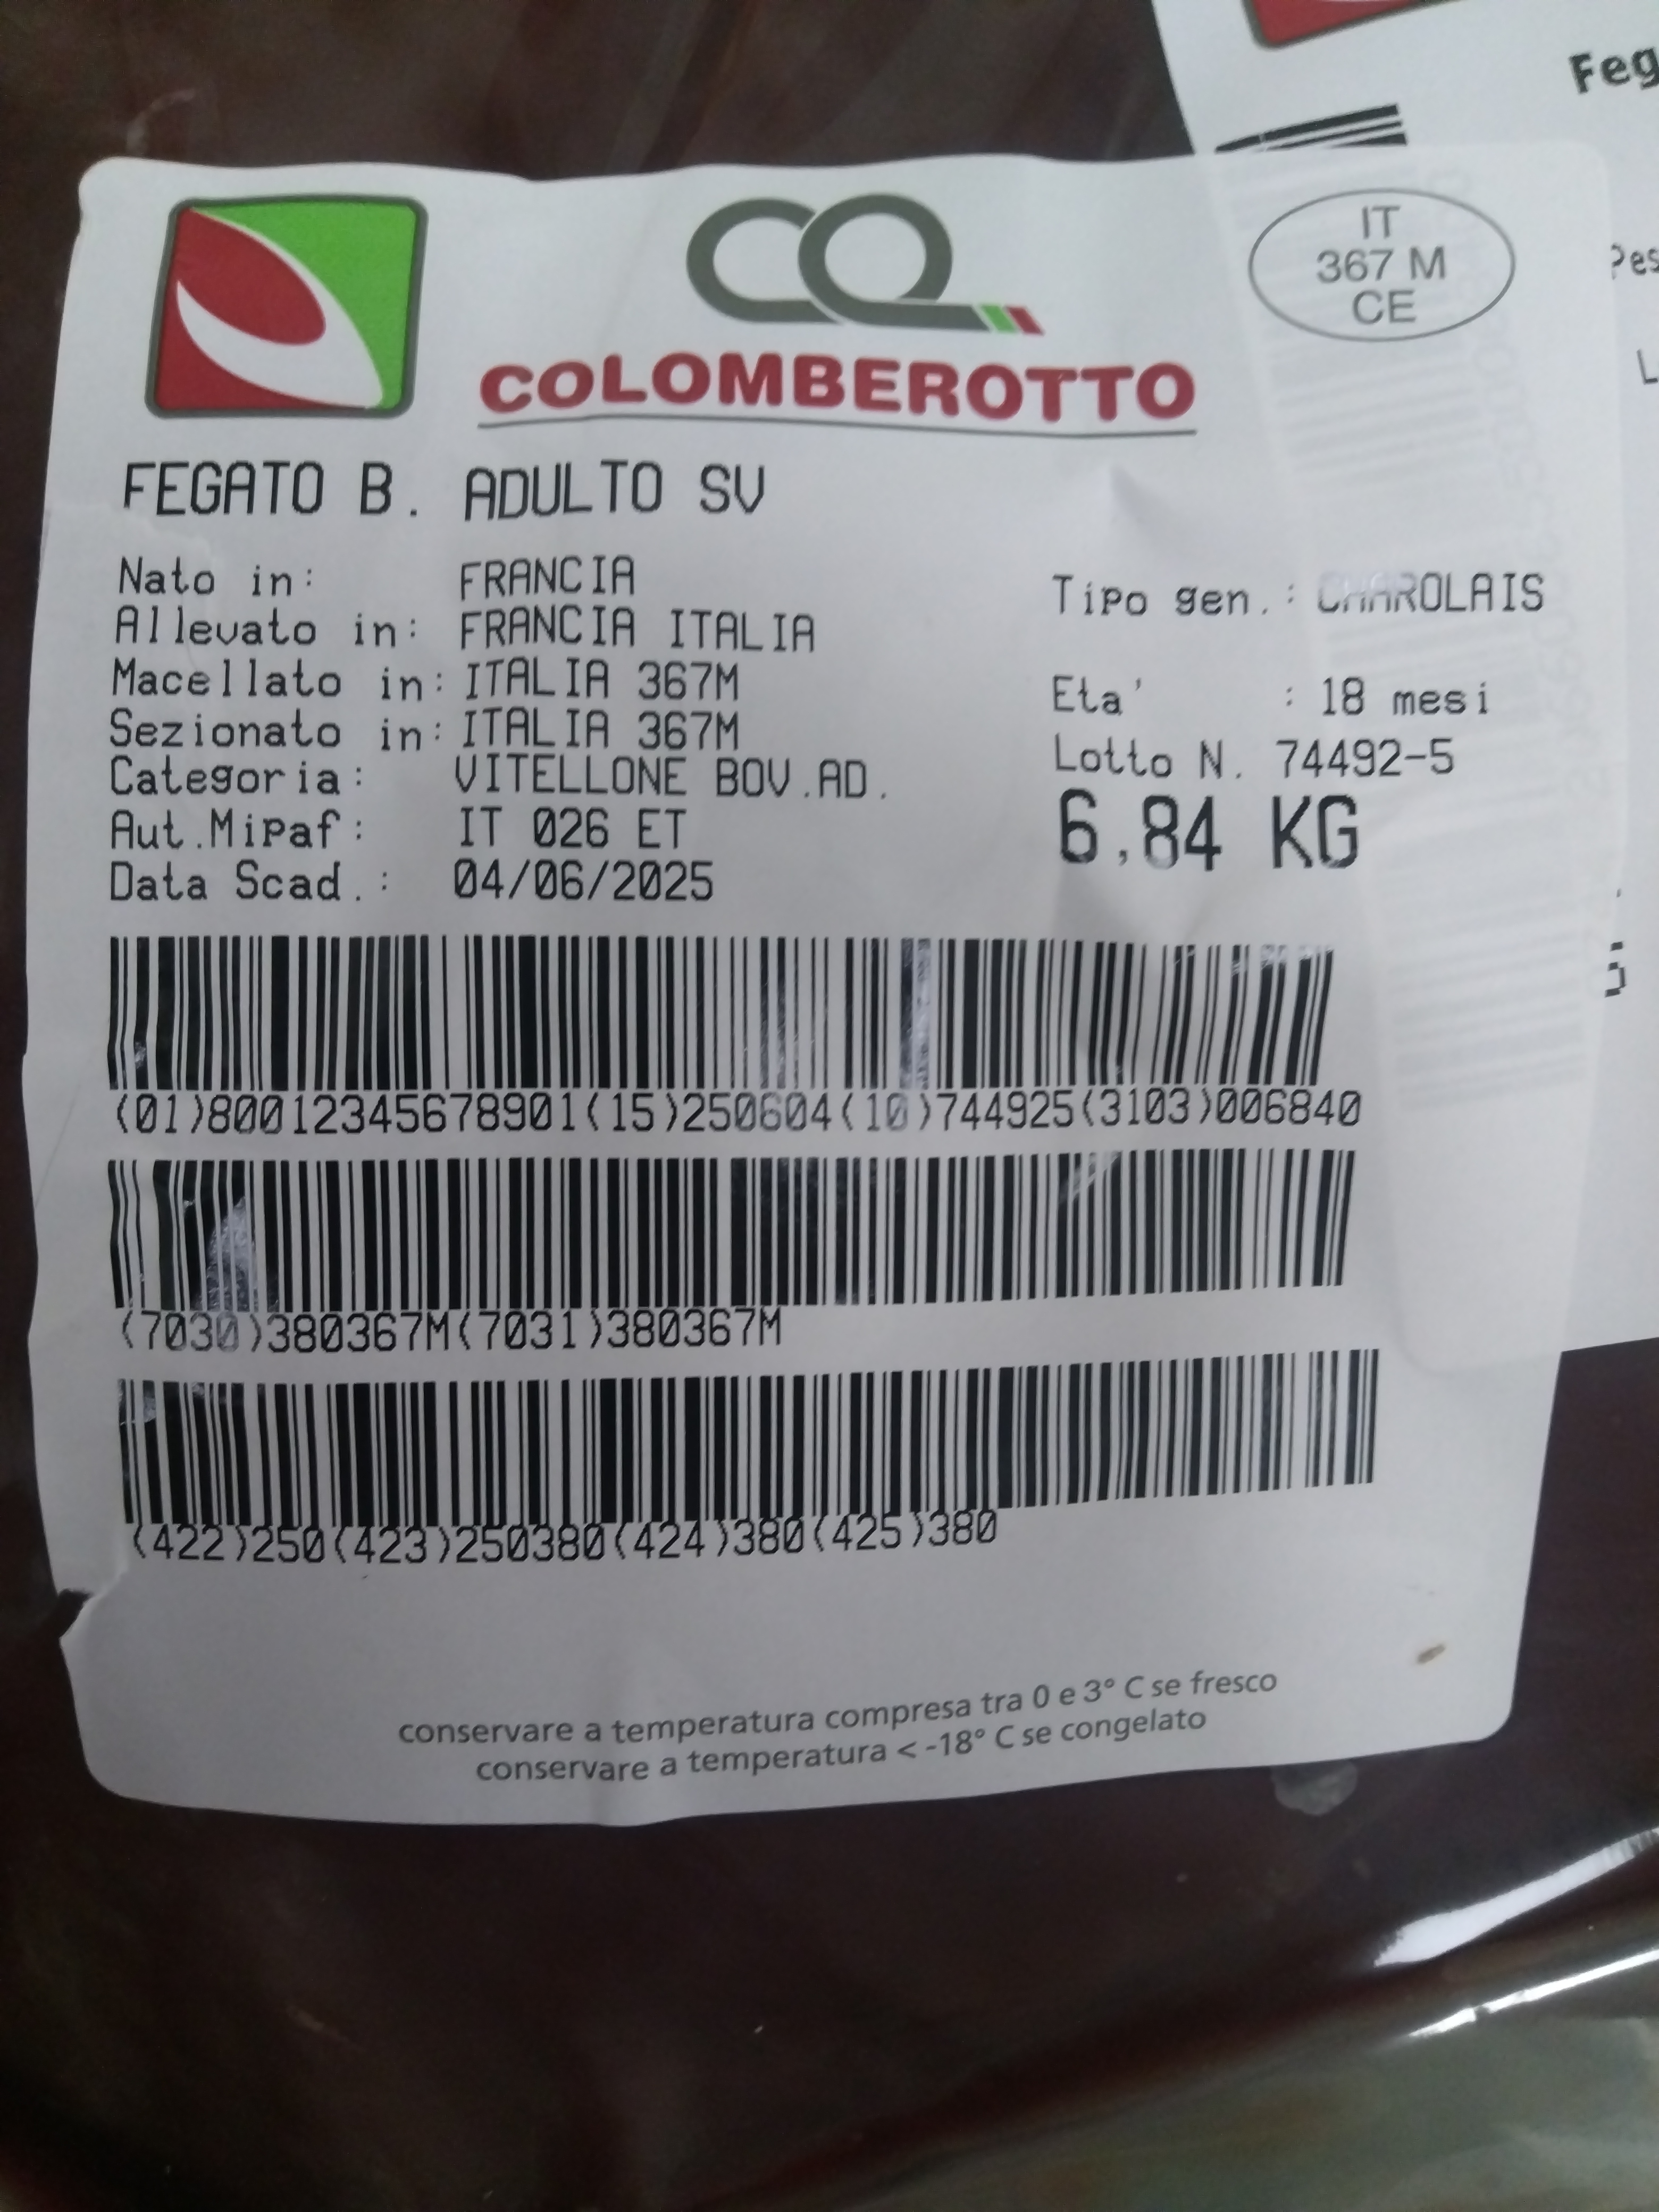 Feg
Pes
CQ
COLOMBEROTTO
IT
367 M
CE
FEGATO B. ADULTO SV
Nato in: FRANCIA
Tipo gen.: CHAROLAIS
Allevato in: FRANCIA ITALIA
Macellato in: ITALIA 367M
Eta' : 18 mesi
Sezionato in: ITALIA 367M
Lotto N. 74492-5
Categoria: VITELLONE BOV.AD.
6,84 KG
Aut.Mipaf: IT 026 ET
Data Scad.: 04/06/2025
(01)80012345678901(15)250604(10)744925(3103)006840
(7030)380367M(7031)380367M
(422)250(423)250380(424)380(425)380
conservare a temperatura compresa tra 0 e 3° C se fresco
conservare a temperatura < -18° C se congelato